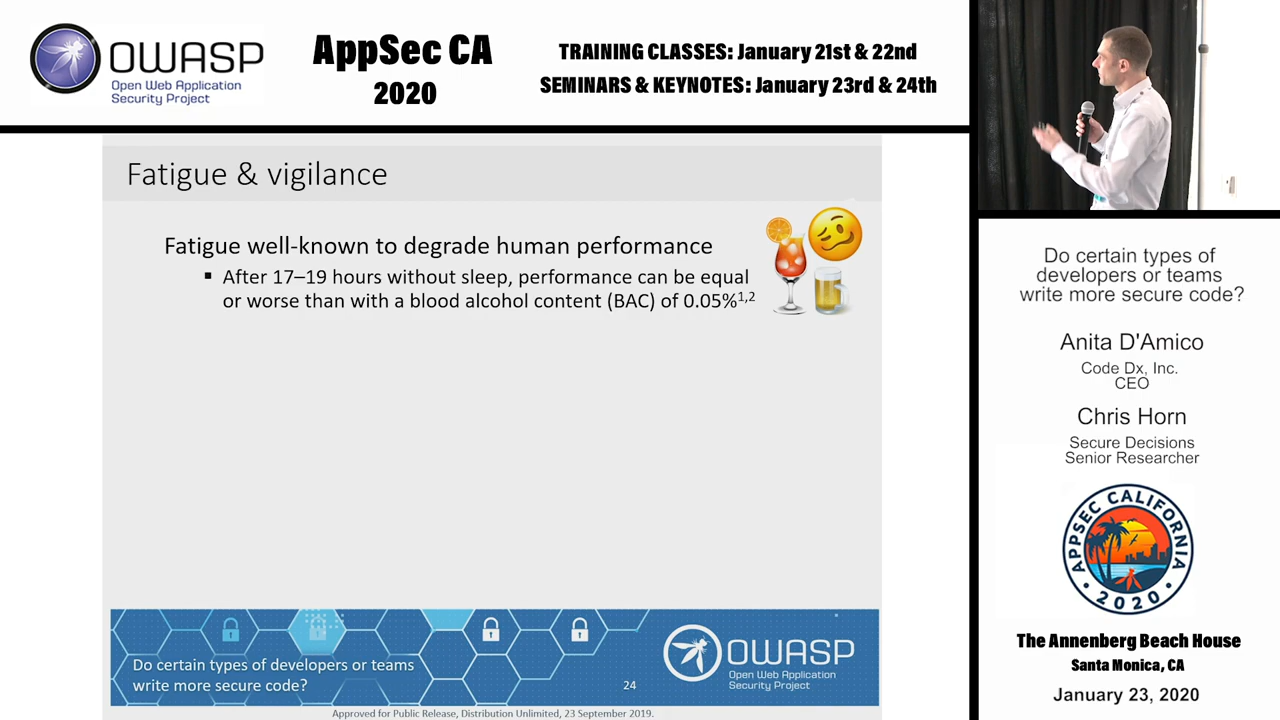 OWASP
Open Web Application
Security Project
AppSec CA
2020
TRAINING CLASSES: January 21st & 22nd
SEMINARS & KEYNOTES: January 23rd & 24th
Fatigue & vigilance
Fatigue well-known to degrade human performance
▪ After 17–19 hours without sleep, performance can be equal
or worse than with a blood alcohol content (BAC) of 0.05%1,2
Do certain types of developers or teams
write more secure code?
24
OWASP
Open Web Application
Security Project
Approved for Public Release, Distribution Unlimited, 23 September 2019.
Do certain types of
developers or teams
write more secure code?
Anita D'Amico
Code Dx, Inc.
CEO
Chris Horn
Secure Decisions
Senior Researcher
APPSEC CALIFORNIA
• 2020 •
The Annenberg Beach House
Santa Monica, CA
January 23, 2020